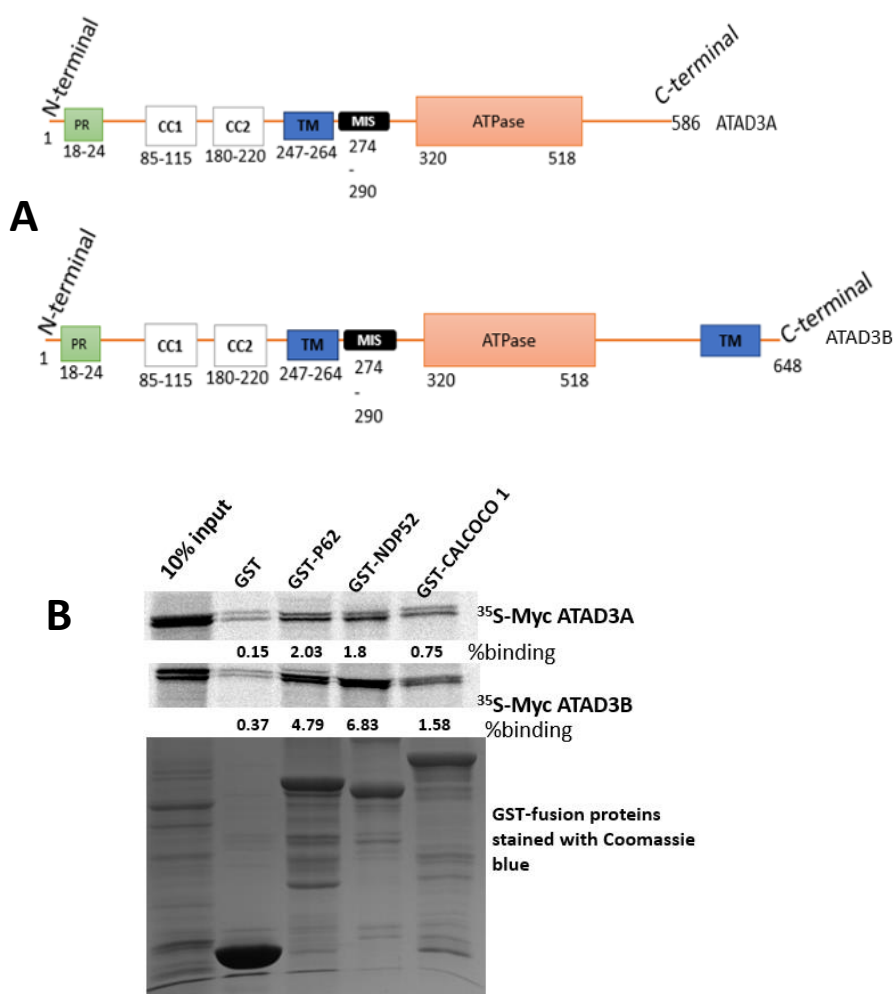 N-terminal
C-terminal
1 PR CC1 CC2 TM MIS ATPase 586 ATAD3A
18-24 85-115 180-220 247-264 274 320 518
-
290
A
N-terminal
C-terminal
1 PR CC1 CC2 TM MIS ATPase TM ATAD3B
18-24 85-115 180-220 247-264 274 320 518 648
-
290
10% input GST GST-P62 GST-NDP52 GST-CALCOCO 1
B
35S-Myc ATAD3A
0.15 2.03 1.8 0.75 %binding
35S-Myc ATAD3B
0.37 4.79 6.83 1.58 %binding
GST-fusion proteins
stained with Coomassie
blue